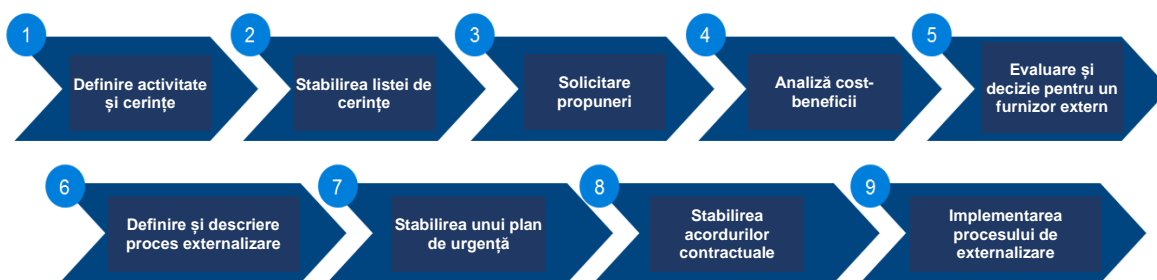 1
Definire activitate
și cerințe
2
Stabilirea listei de
cerințe
3
Solicitare
propuneri
4
Analiză cost-
beneficii
5
Evaluare și
decizie pentru un
furnizor extern
6
Definire și descriere
proces externalizare
7
Stabilirea unui plan
de urgență
8
Stabilirea
acordurilor
contractuale
9
Implementarea
procesului de
externalizare